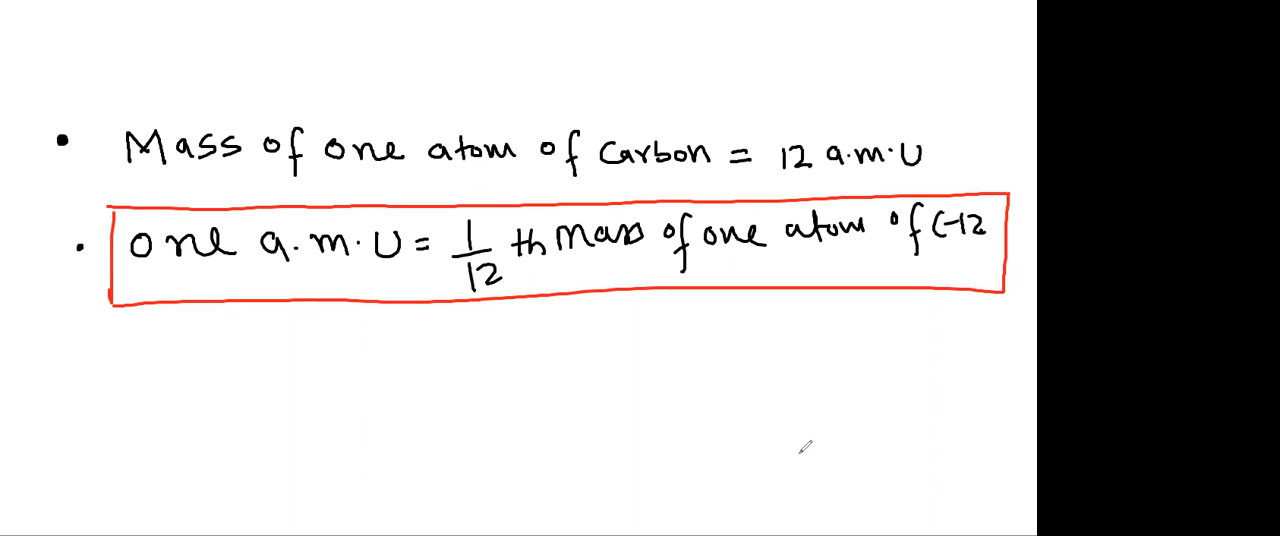 • Mass of one atom of Carbon = 12 a.m.U
• One a.m.U = 1/12 th mass of one atom of C-12